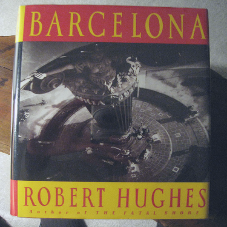 BARCELONA
ROBERT HUGHES
Author of THE FATAL SHORE